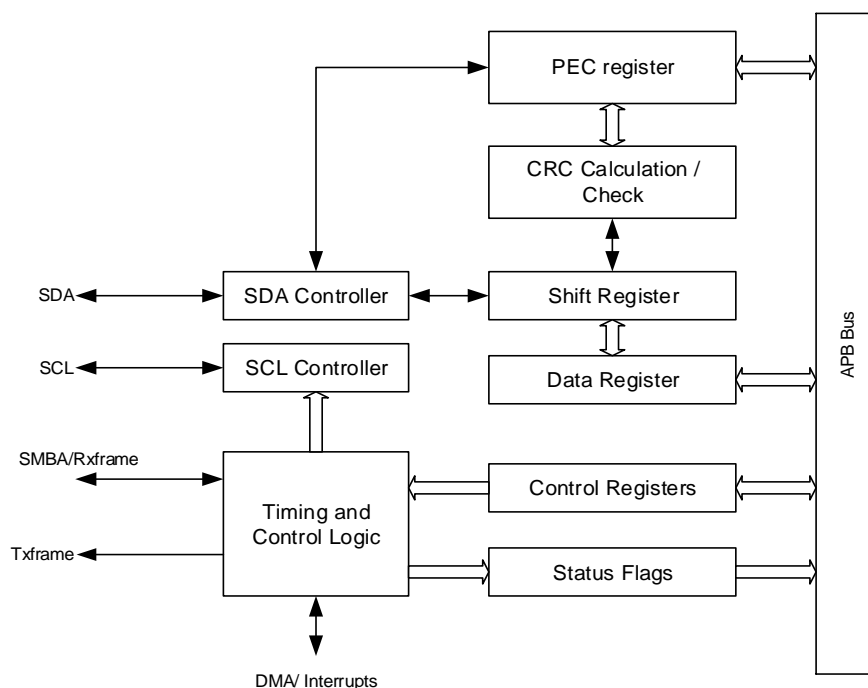 PEC register
CRC Calculation /
Check
SDA
SDA Controller
Shift Register
SCL
SCL Controller
Data Register
APB Bus
SMBA/Rxframe
Timing and
Control Logic
Control Registers
Txframe
Status Flags
DMA/ Interrupts